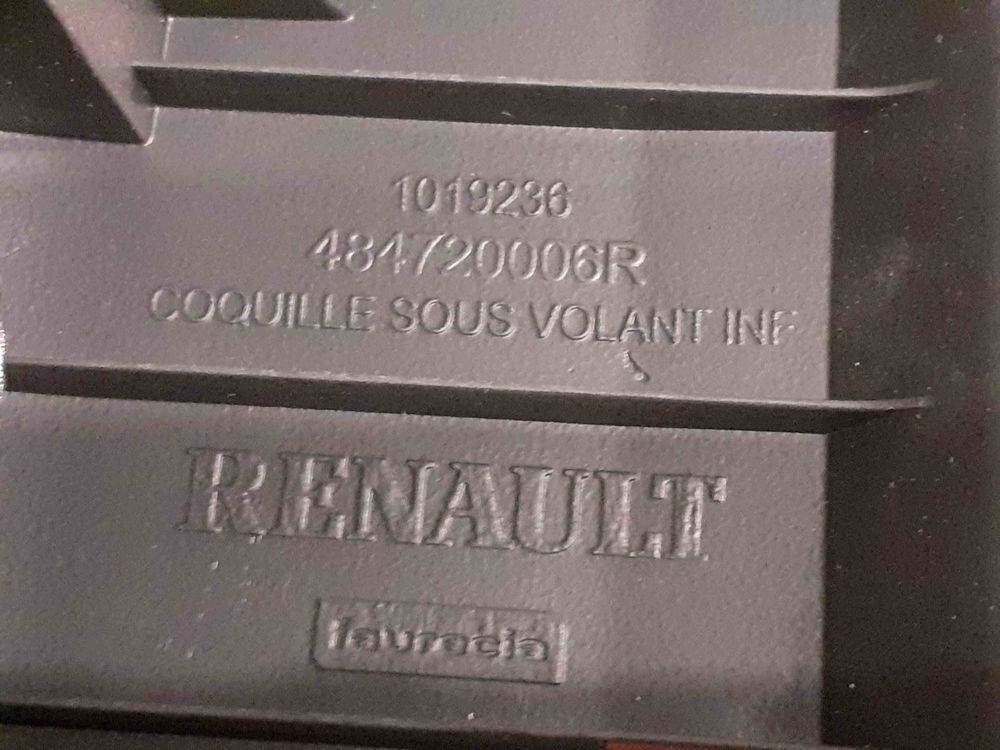 1019236
484720006R
COQUILLE SOUS VOLANT INF
RENAULT
faurecia